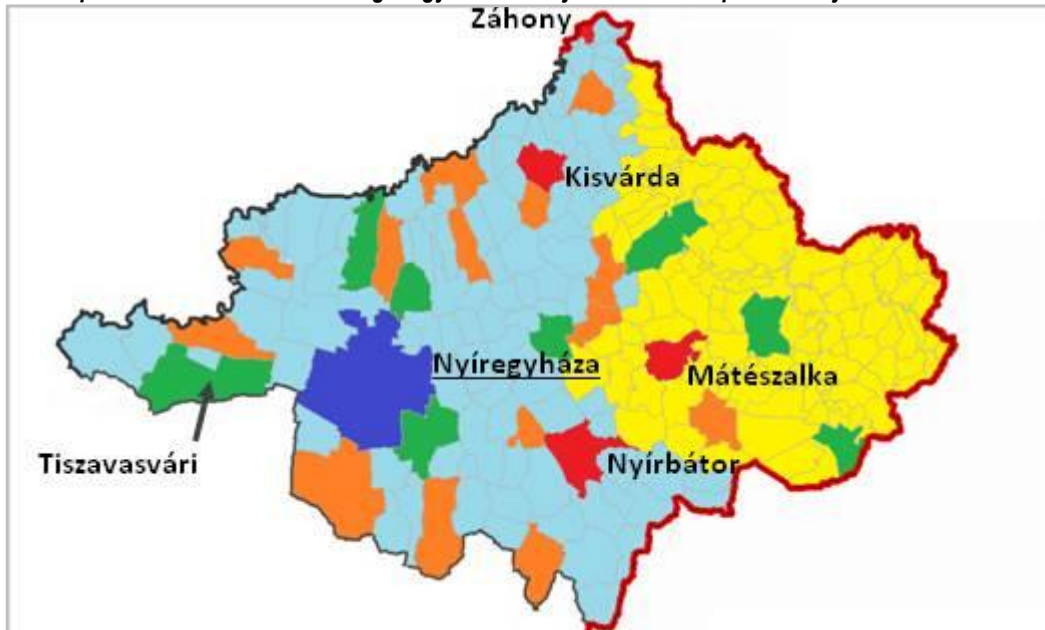 Záhony
Kisvárda
Nyíregyháza
Mátészalka
Tiszavasvári
Nyírbátor